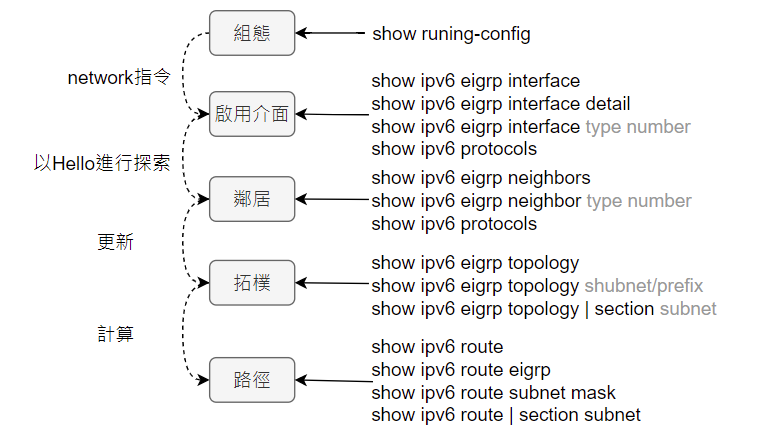 組態
show runing-config
network指令
啟用介面
show ipv6 eigrp interface
show ipv6 eigrp interface detail
show ipv6 eigrp interface type number
show ipv6 protocols
以Hello進行探索
鄰居
show ipv6 eigrp neighbors
show ipv6 eigrp neighbor type number
show ipv6 protocols
更新
拓樸
show ipv6 eigrp topology
show ipv6 eigrp topology shubnet/prefix
show ipv6 eigrp topology | section subnet
計算
路徑
show ipv6 route
show ipv6 route eigrp
show ipv6 route subnet mask
show ipv6 route | section subnet